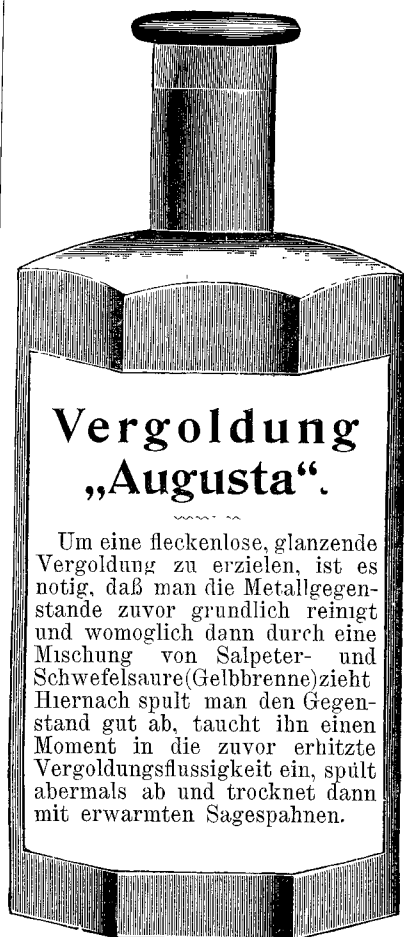 Vergoldung
„Augusta“.
Um eine fleckenlose, glanzende
Vergoldung zu erzielen, ist es
notig, daß man die Metallgegen-
stande zuvor grundlich reinigt
und womoglich dann durch eine
Mischung von Salpeter- und
Schwefelsaure(Gelbbrenne)zieht
Hiernach spult man den Gegen-
stand gut ab, taucht ihn einen
Moment in die zuvor erhitzte
Vergoldungsflussigkeit ein, spült
abermals ab und trocknet dann
mit erwarmten Sagespahnen.